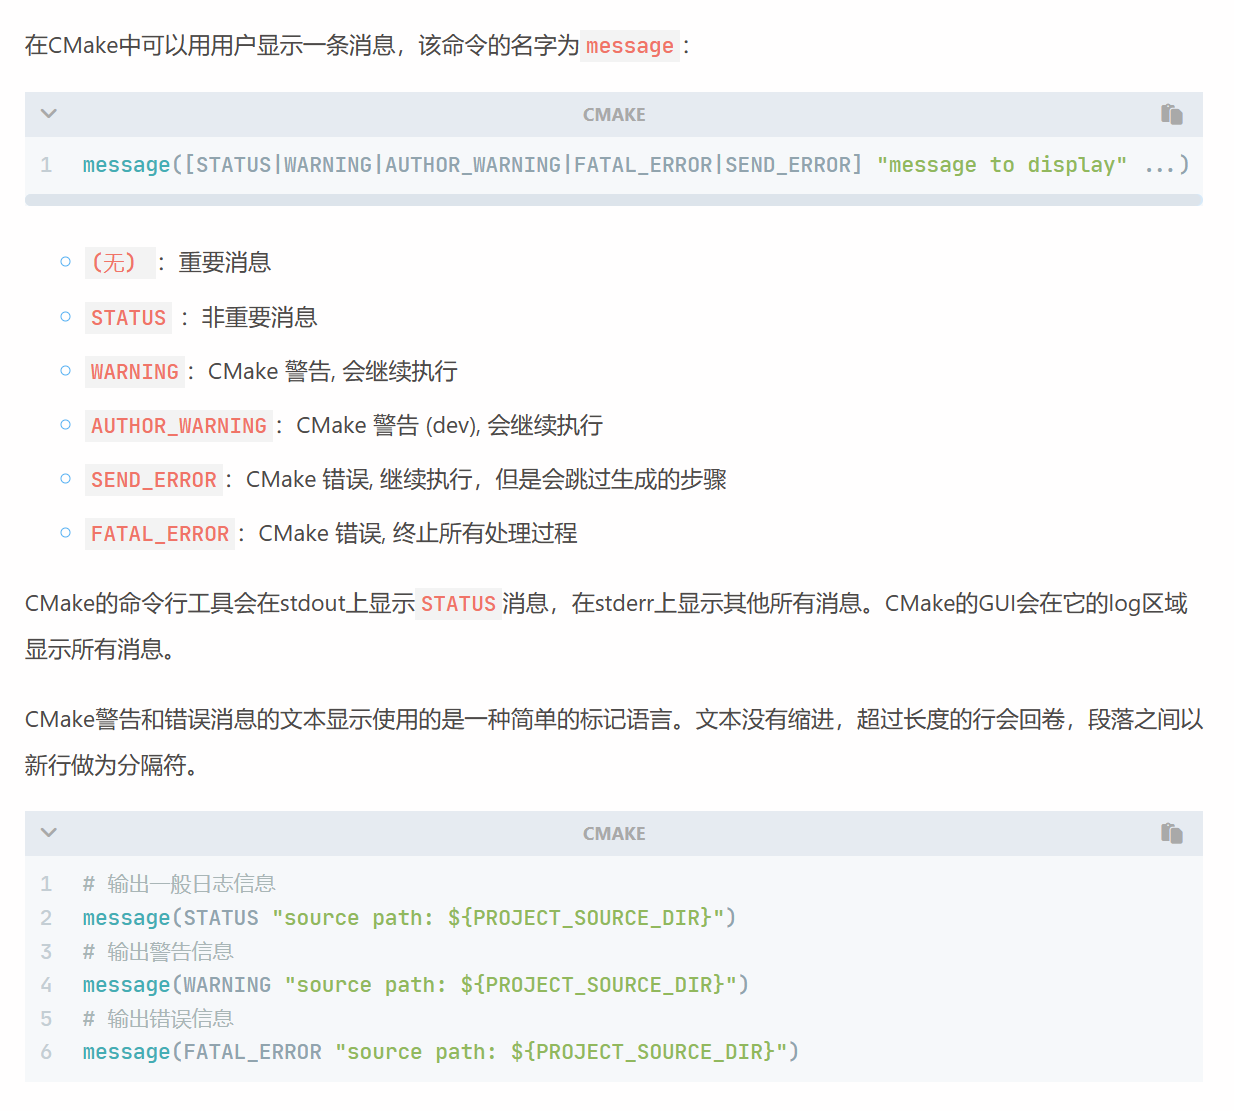 在CMake中可以用用户显示一条消息，该命令的名字为message：
CMAKE
1 message([STATUS|WARNING|AUTHOR_WARNING|FATAL_ERROR|SEND_ERROR] "message to display" ...)
（无）：重要消息
STATUS ：非重要消息
WARNING：CMake 警告, 会继续执行
AUTHOR_WARNING：CMake 警告 (dev), 会继续执行
SEND_ERROR：CMake 错误, 继续执行，但是会跳过生成的步骤
FATAL_ERROR：CMake 错误, 终止所有处理过程
CMake的命令行工具会在stdout上显示STATUS消息，在stderr上显示其他所有消息。CMake的GUI会在它的log区域
显示所有消息。
CMake警告和错误消息的文本显示使用的是一种简单的标记语言。文本没有缩进，超过长度的行会回卷，段落之间以
新行做为分隔符。
CMAKE
1 # 输出一般日志信息
2 message(STATUS "source path: ${PROJECT_SOURCE_DIR}")
3 # 输出警告信息
4 message(WARNING "source path: ${PROJECT_SOURCE_DIR}")
5 # 输出错误信息
6 message(FATAL_ERROR "source path: ${PROJECT_SOURCE_DIR}")